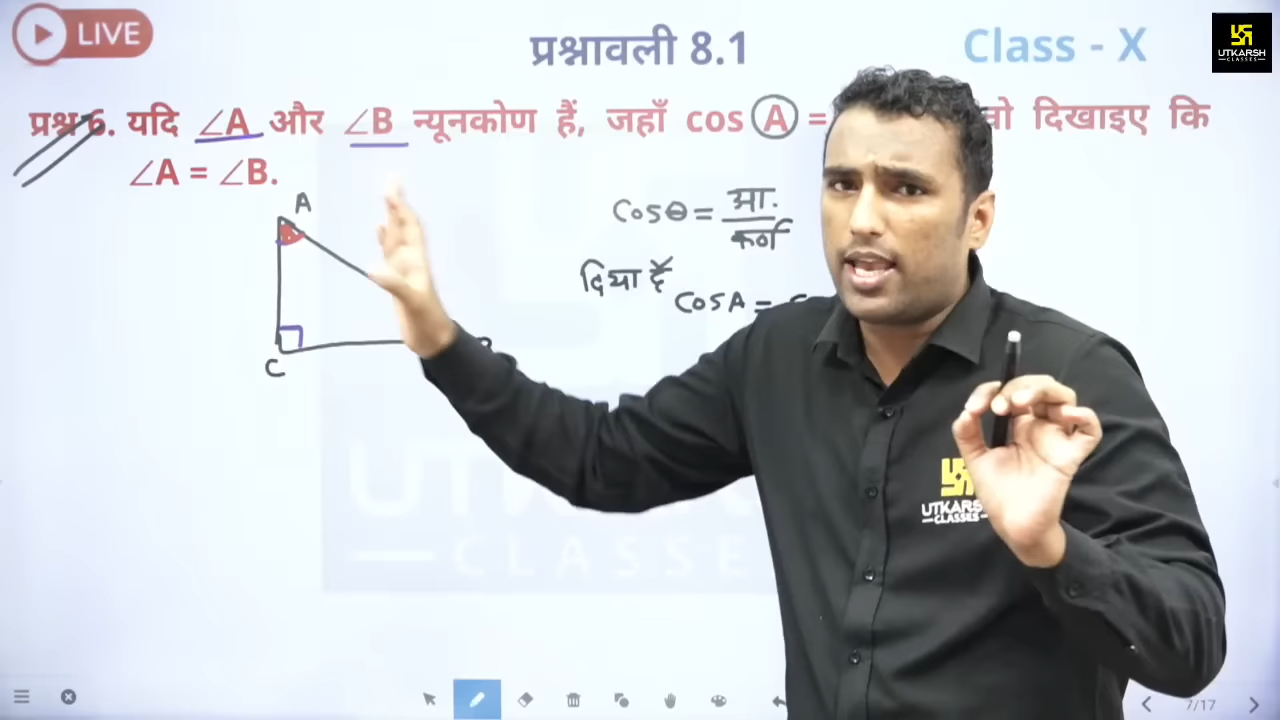 LIVE
प्रश्नावली 8.1
Class - X
UTKARSH
CLASSES
प्रश्न 6. यदि ∠A और ∠B न्यूनकोण हैं, जहाँ cos A = दिखाइए कि
∠A = ∠B.
A
C
Cosθ = आ. / कर्ण
दिया है
CosA =
UTKARSH
CLASSES
7/17